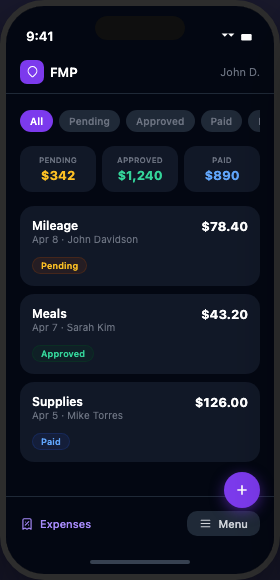 9:41
FMP
John D.
All Pending Approved Paid
PENDING APPROVED PAID
$342 $1,240 $890
Mileage $78.40
Apr 8 · John Davidson
Pending
Meals $43.20
Apr 7 · Sarah Kim
Approved
Supplies $126.00
Apr 5 · Mike Torres
Paid
+
Expenses Menu